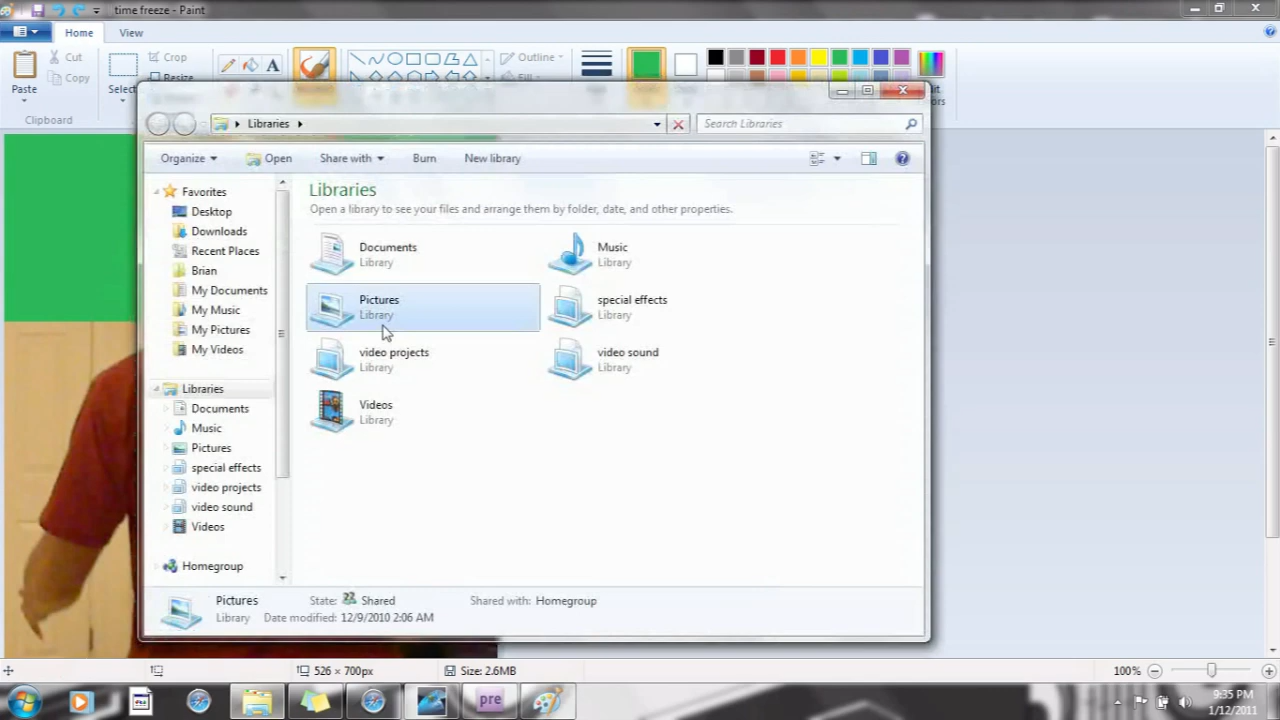 time freeze - Paint
Home
View
Cut
Copy
Paste
Clipboard
Crop
Resize
Select
Outline
Fill
Libraries
Search Libraries
Organize
Open
Share with
Burn
New library
Favorites
Desktop
Downloads
Recent Places
Brian
My Documents
My Music
My Pictures
My Videos
Libraries
Documents
Music
Pictures
special effects
video projects
video sound
Videos
Homegroup
Libraries
Open a library to see your files and arrange them by folder, date, and other properties.
Documents
Library
Music
Library
Pictures
Library
special effects
Library
video projects
Library
video sound
Library
Videos
Library
Pictures
Library
State: Shared
Shared with: Homegroup
Date modified: 12/9/2010 2:06 AM
526 × 700px
Size: 2.6MB
100%
pre
9:35 PM
1/12/2011